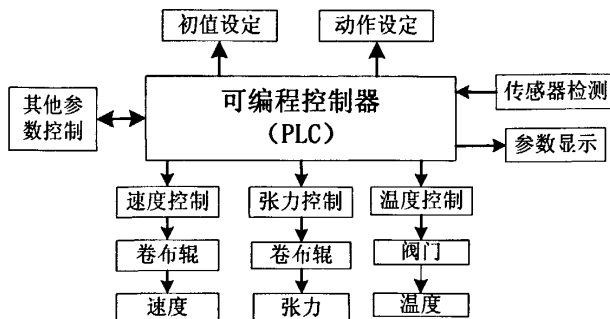 初值设定
动作设定
其他参
数控制
可编程控制器
（PLC）
传感器检测
参数显示
速度控制
张力控制
温度控制
卷布辊
卷布辊
阀门
速度
张力
温度